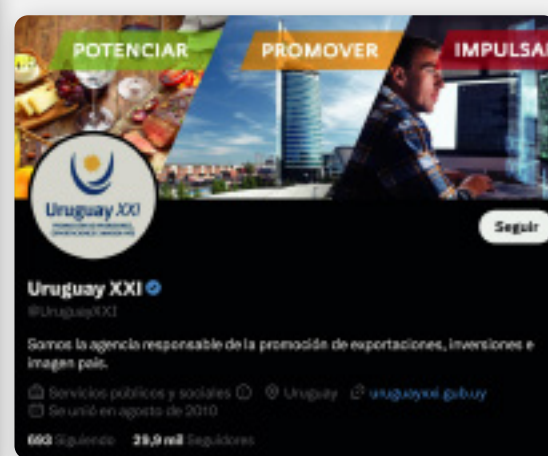 POTENCIAR
PROMOVER
IMPULSAR
Uruguay XXI
Seguir
Uruguay XXI
@UruguayXXI
Somos la agencia responsable de la promoción de exportaciones, inversiones e
imagen país.
Servicios públicos y sociales Uruguay uruguayxxi.gub.uy
Se unió en agosto de 2010
693 Siguiendo 29,9 mil Seguidores